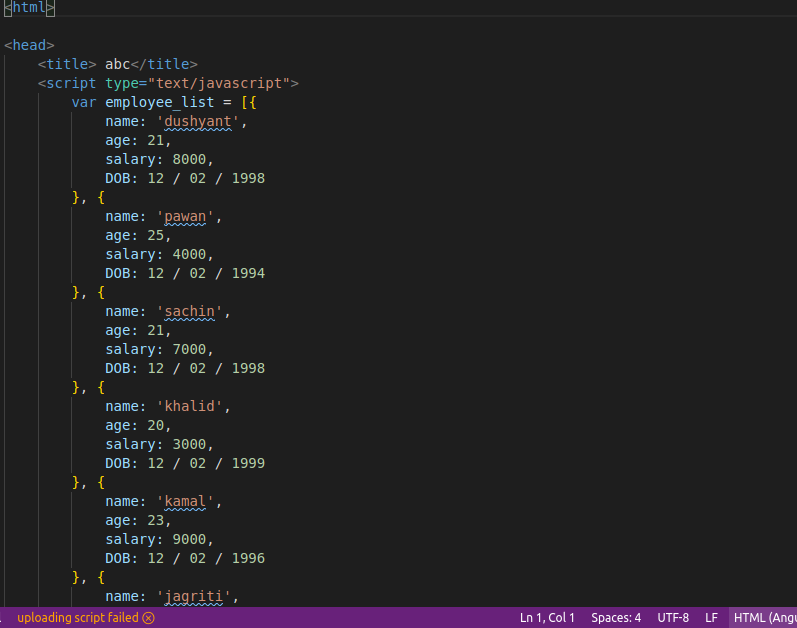 <html>
<head>
<title> abc</title>
<script type="text/javascript">
var employee_list = [{
name: 'dushyant',
age: 21,
salary: 8000,
DOB: 12 / 02 / 1998
}, {
name: 'pawan',
age: 25,
salary: 4000,
DOB: 12 / 02 / 1994
}, {
name: 'sachin',
age: 21,
salary: 7000,
DOB: 12 / 02 / 1998
}, {
name: 'khalid',
age: 20,
salary: 3000,
DOB: 12 / 02 / 1999
}, {
name: 'kamal',
age: 23,
salary: 9000,
DOB: 12 / 02 / 1996
}, {
name: 'jagriti',
uploading script failed Ln 1, Col 1 Spaces: 4 UTF-8 LF HTML